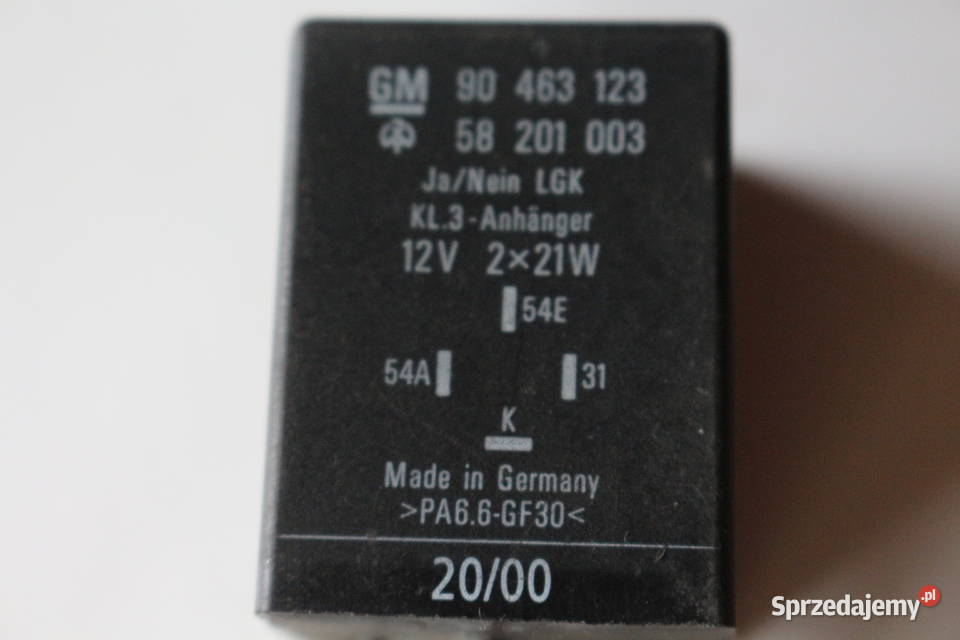 GM 90 463 123
58 201 003
Ja/Nein LGK
KL.3-Anhänger
12V 2×21W
54E
54A 31
K
Made in Germany
>PA6.6-GF30<
20/00
Sprzedajemy.pl